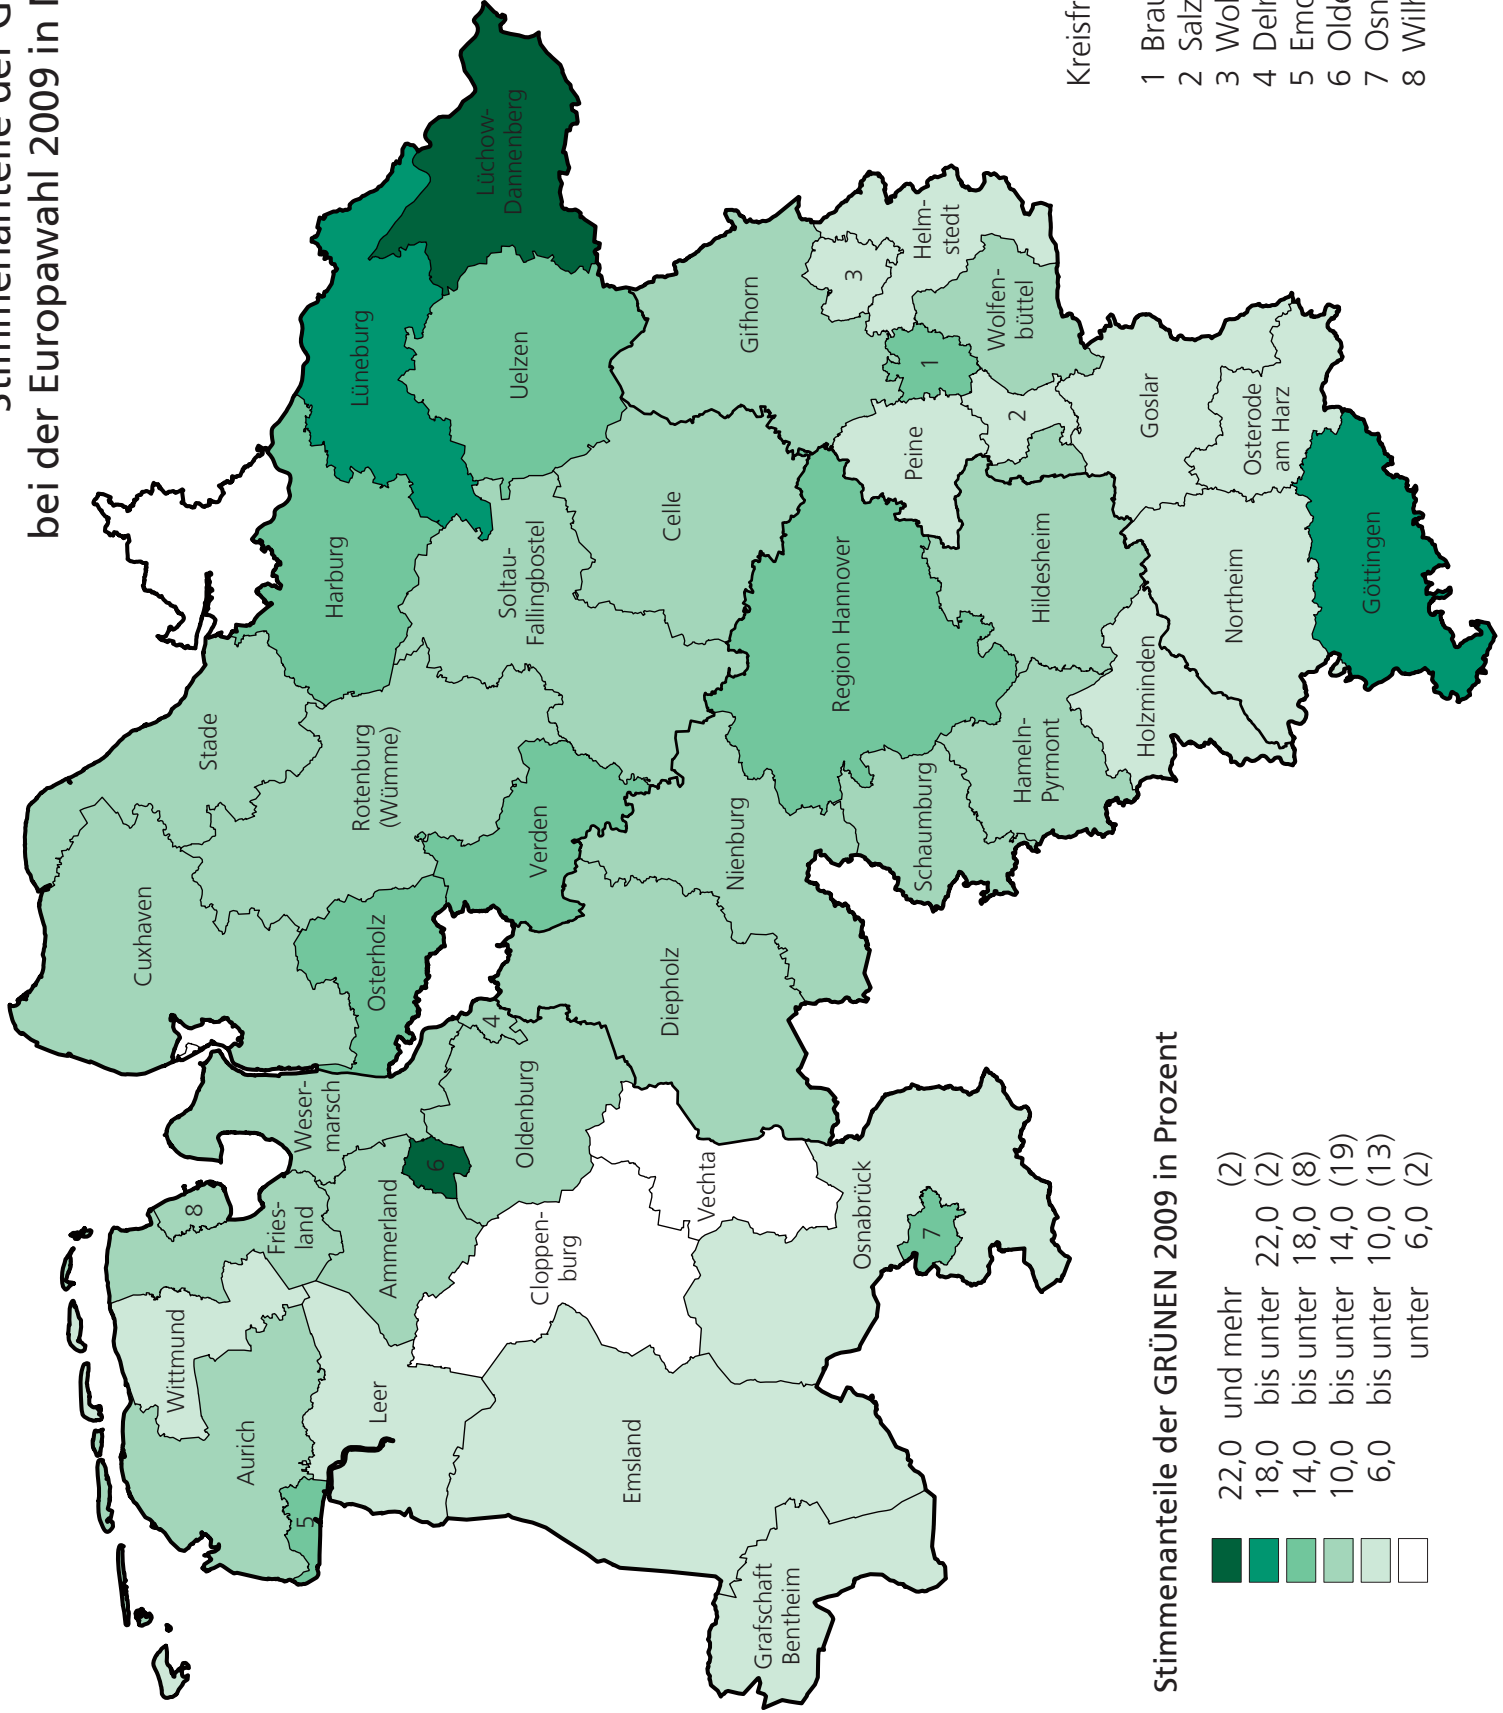 Stimmenanteile der G
bei der Europawahl 2009 in
Kreisfr
1 Brau
2 Salz
3 Wol
4 Del
5 Em
6 Olde
7 Osn
8 Wil
Cuxhaven
Stade
Harburg
Lüneburg
Lüchow-
Dannenberg
Uelzen
Soltau-
Fallingbostel
Rotenburg
(Wümme)
Osterholz
Verden
Celle
Gifhorn
3
Helm-
stedt
Wolfen-
büttel
1
2
Peine
Region Hannover
Nienburg
Diepholz
Schaumburg
Hameln-
Pyrmont
Hildesheim
Holzminden
Northeim
Goslar
Osterode
am Harz
Göttingen
Weser-
marsch
4
Oldenburg
6
Ammerland
Fries-
land
8
Wittmund
Aurich
5
Leer
Cloppen-
burg
Vechta
Osnabrück
7
Emsland
Grafschaft
Bentheim
Stimmenanteile der GRÜNEN 2009 in Prozent
22,0 und mehr (2)
18,0 bis unter 22,0 (2)
14,0 bis unter 18,0 (8)
10,0 bis unter 14,0 (19)
6,0 bis unter 10,0 (13)
unter 6,0 (2)